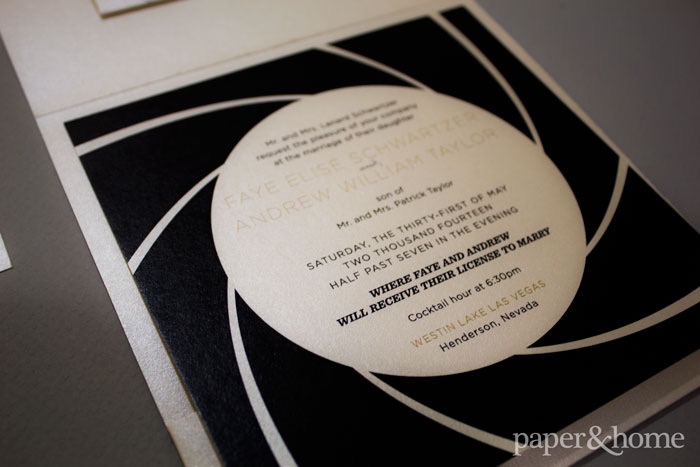 Mr. and Mrs. Lenard Schwartzer
request the pleasure of your company
at the marriage of their daughter
FAYE ELISE SCHWARTZER
and
ANDREW WILLIAM TAYLOR
son of
Mr. and Mrs. Patrick Taylor
SATURDAY, THE THIRTY-FIRST OF MAY
TWO THOUSAND FOURTEEN
HALF PAST SEVEN IN THE EVENING
WHERE FAYE AND ANDREW
WILL RECEIVE THEIR LICENSE TO MARRY
Cocktail hour at 6:30pm
WESTIN LAKE LAS VEGAS
Henderson, Nevada
paper&home